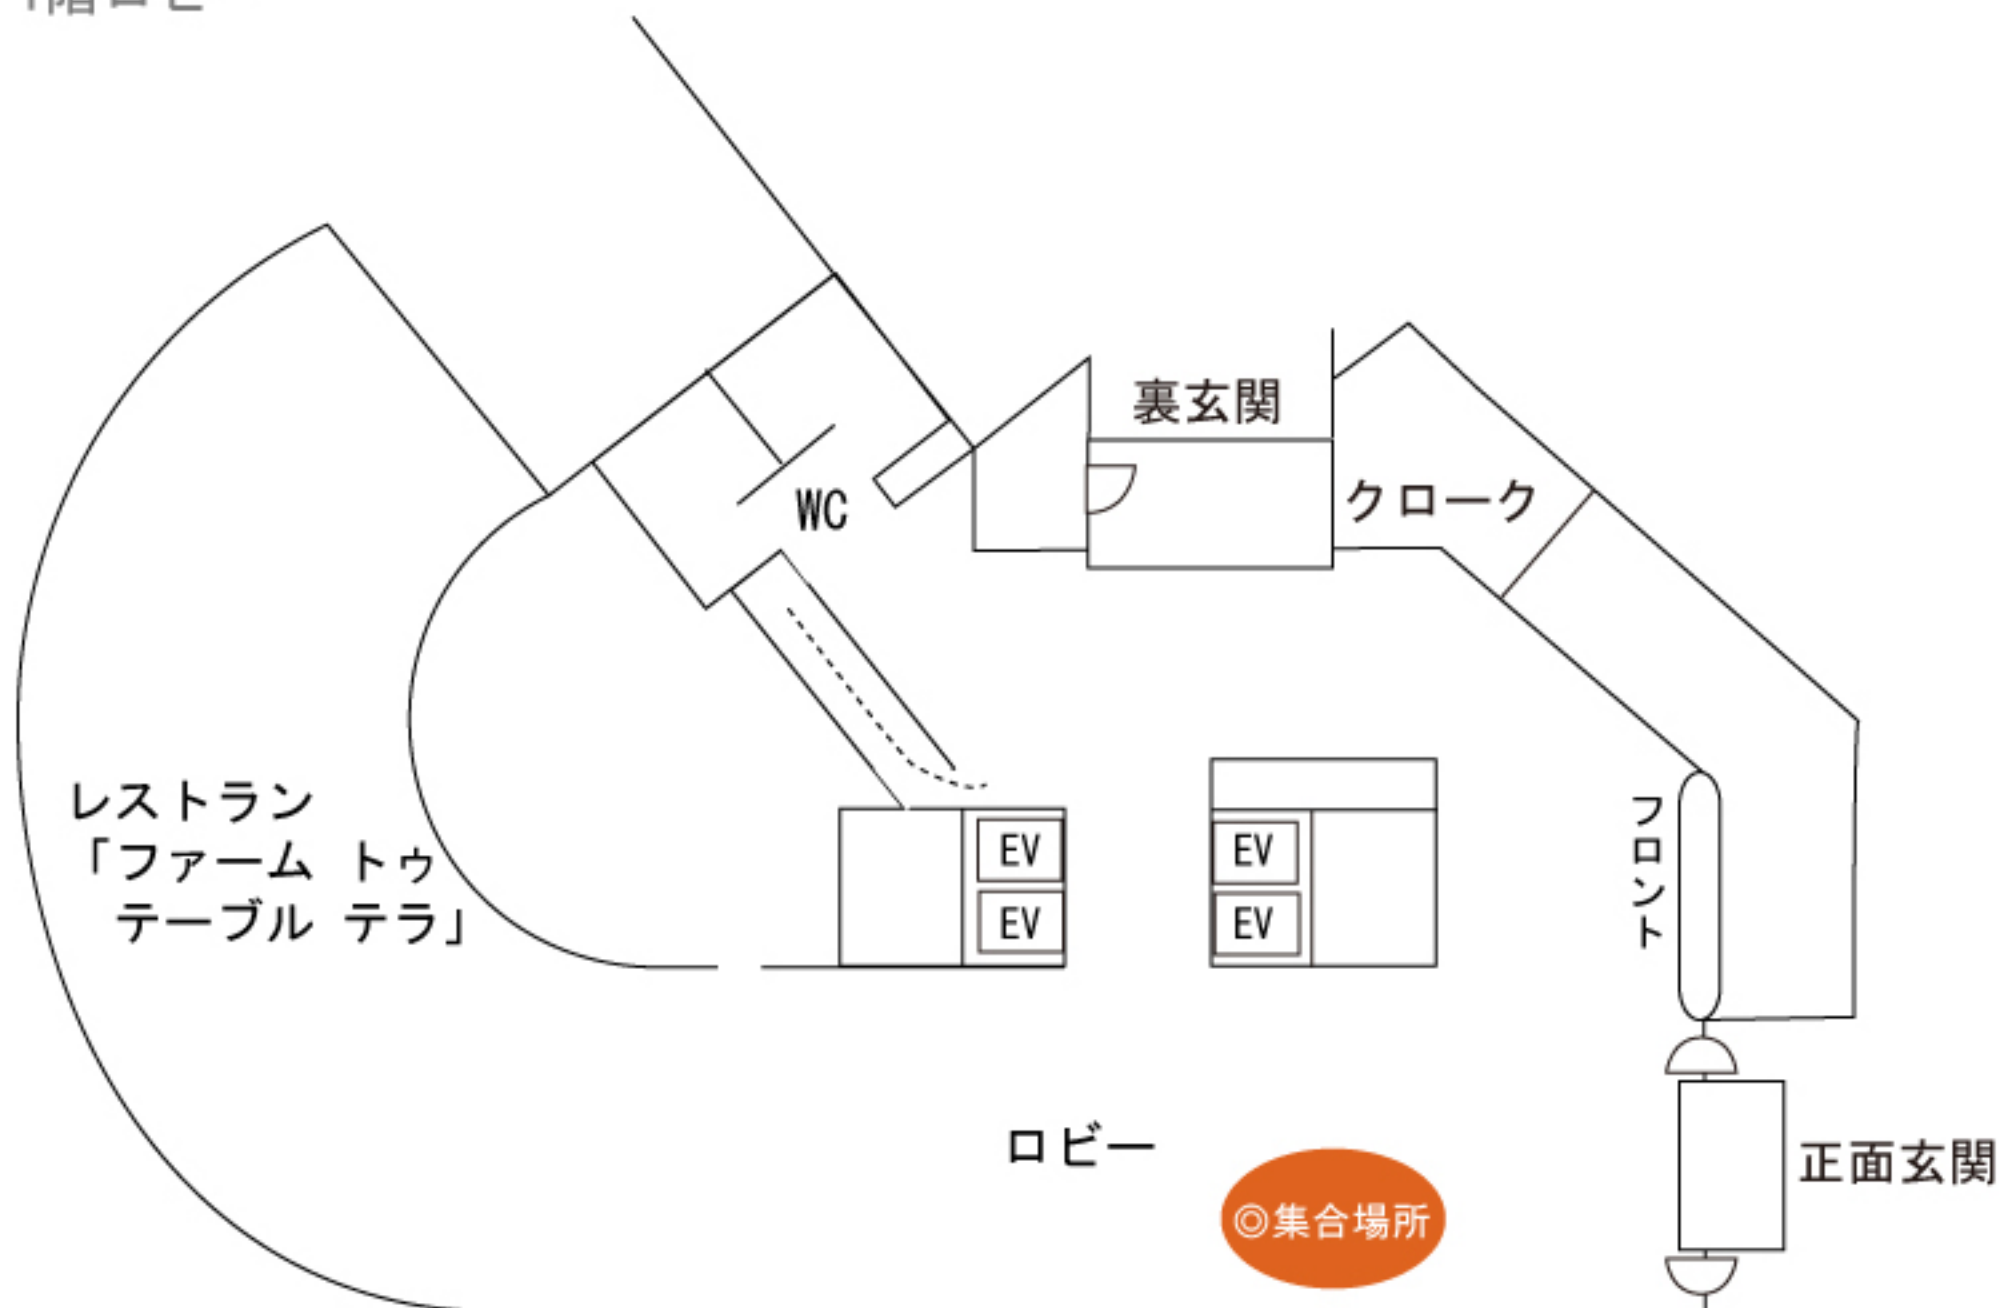 裏玄関
クローク
WC
レストラン
「ファーム トゥ
テーブル テラ」
EV
EV
EV
EV
フロント
ロビー
◎集合場所
正面玄関